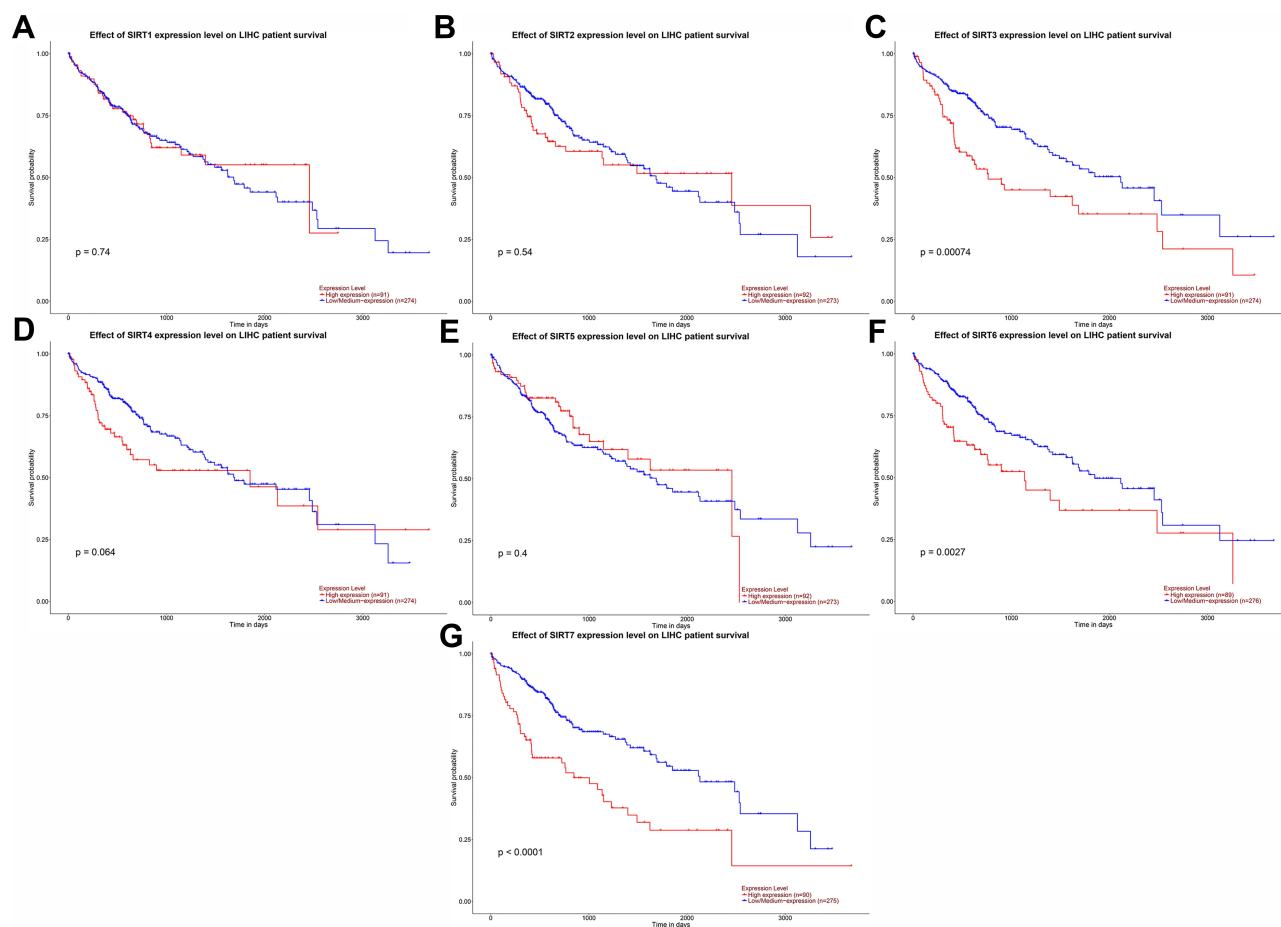 A
Effect of SIRT1 expression level on LIHC patient survival
1.00
0.75
0.50
0.25
0.00
Survival probability
p = 0.74
Expression Level
High expression (n=91)
Low/Medium-expression (n=274)
0
1000
2000
3000
Time in days
B
Effect of SIRT2 expression level on LIHC patient survival
1.00
0.75
0.50
0.25
0.00
Survival probability
p = 0.54
Expression Level
High expression (n=92)
Low/Medium-expression (n=273)
0
1000
2000
3000
Time in days
C
Effect of SIRT3 expression level on LIHC patient survival
1.00
0.75
0.50
0.25
0.00
Survival probability
p = 0.00074
Expression Level
High expression (n=91)
Low/Medium-expression (n=274)
0
1000
2000
3000
Time in days
D
Effect of SIRT4 expression level on LIHC patient survival
1.00
0.75
0.50
0.25
0.00
Survival probability
p = 0.064
Expression Level
High expression (n=91)
Low/Medium-expression (n=274)
0
1000
2000
3000
Time in days
E
Effect of SIRT5 expression level on LIHC patient survival
1.00
0.75
0.50
0.25
0.00
Survival probability
p = 0.4
Expression Level
High expression (n=92)
Low/Medium-expression (n=273)
0
1000
2000
3000
Time in days
F
Effect of SIRT6 expression level on LIHC patient survival
1.00
0.75
0.50
0.25
0.00
Survival probability
p = 0.0027
Expression Level
High expression (n=89)
Low/Medium-expression (n=276)
0
1000
2000
3000
Time in days
G
Effect of SIRT7 expression level on LIHC patient survival
1.00
0.75
0.50
0.25
0.00
Survival probability
p < 0.0001
Expression Level
High expression (n=90)
Low/Medium-expression (n=275)
0
1000
2000
3000
Time in days